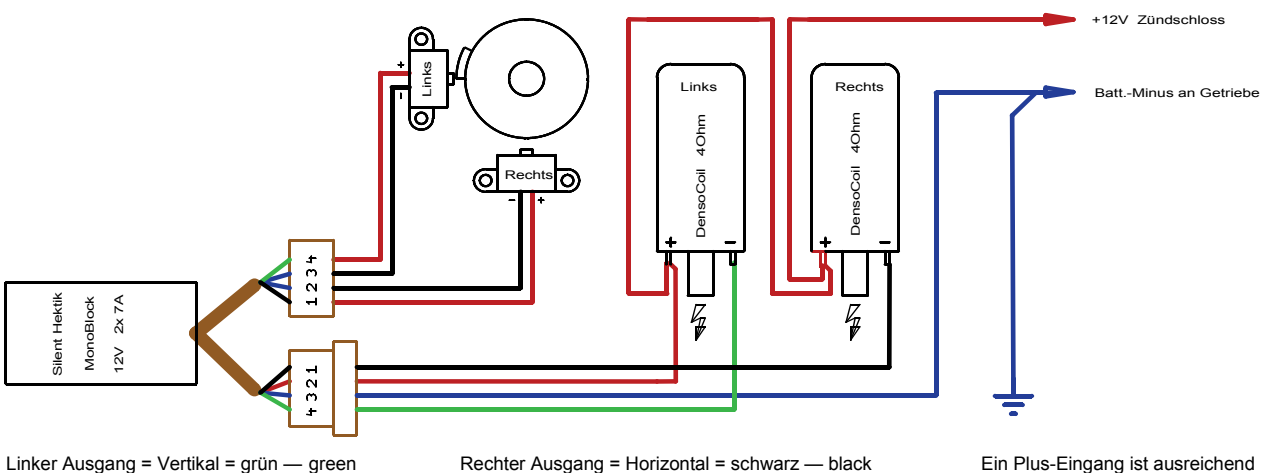 +12V Zündschloss
Links
+
-
Links
Rechts
Batt.-Minus an Getriebe
DensoCoil 4Ohm
DensoCoil 4Ohm
Rechts
- +
+ -
+ -
1 2 3 4
Silent Hektik
MonoBlock
12V 2x 7A
4 3 2 1
Linker Ausgang = Vertikal = grün — green
Rechter Ausgang = Horizontal = schwarz — black
Ein Plus-Eingang ist ausreichend